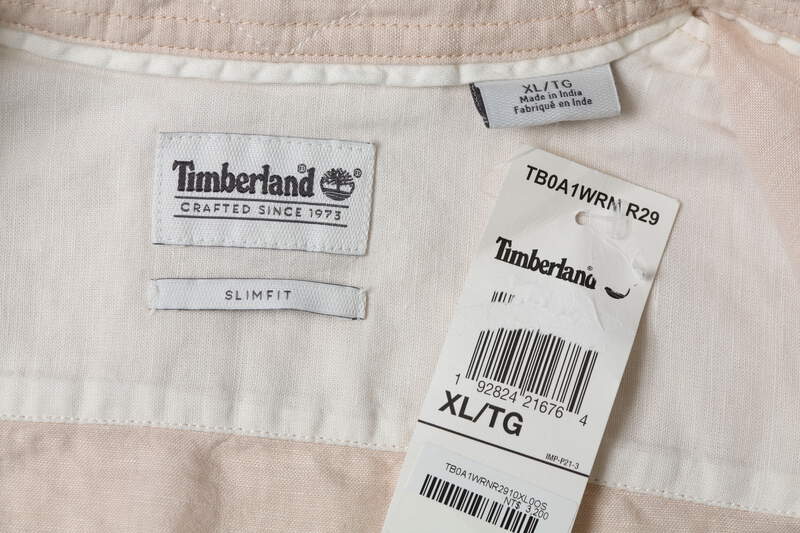 XL/TG
Made in India
Fabriquè en Inde
Timberland®
CRAFTED SINCE 1973
SLIMFIT
TB0A1WRN R29
Timberland
1 92824 21676 4
XL/TG
IMP-P21-3
TB0A1WRNR2910XL0OS
NT$ 3,200